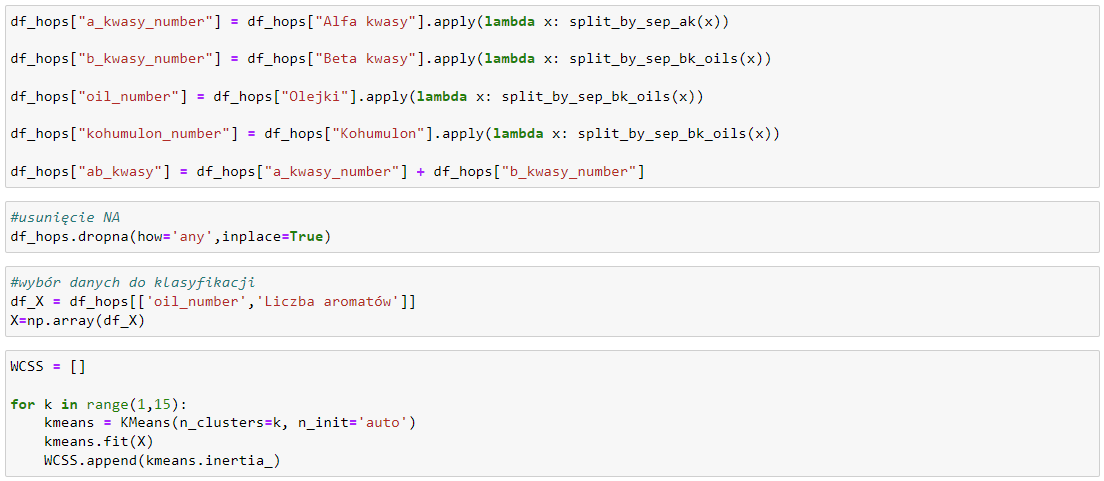 df_hops["a_kwasy_number"] = df_hops["Alfa kwasy"].apply(lambda x: split_by_sep_ak(x))
df_hops["b_kwasy_number"] = df_hops["Beta kwasy"].apply(lambda x: split_by_sep_bk_oils(x))
df_hops["oil_number"] = df_hops["Olejki"].apply(lambda x: split_by_sep_bk_oils(x))
df_hops["kohumulon_number"] = df_hops["Kohumulon"].apply(lambda x: split_by_sep_bk_oils(x))
df_hops["ab_kwasy"] = df_hops["a_kwasy_number"] + df_hops["b_kwasy_number"]
#usunięcie NA
df_hops.dropna(how='any',inplace=True)
#wybór danych do klasyfikacji
df_X = df_hops[['oil_number','Liczba aromatów']]
X=np.array(df_X)
WCSS = []
for k in range(1,15):
    kmeans = KMeans(n_clusters=k, n_init='auto')
    kmeans.fit(X)
    WCSS.append(kmeans.inertia_)